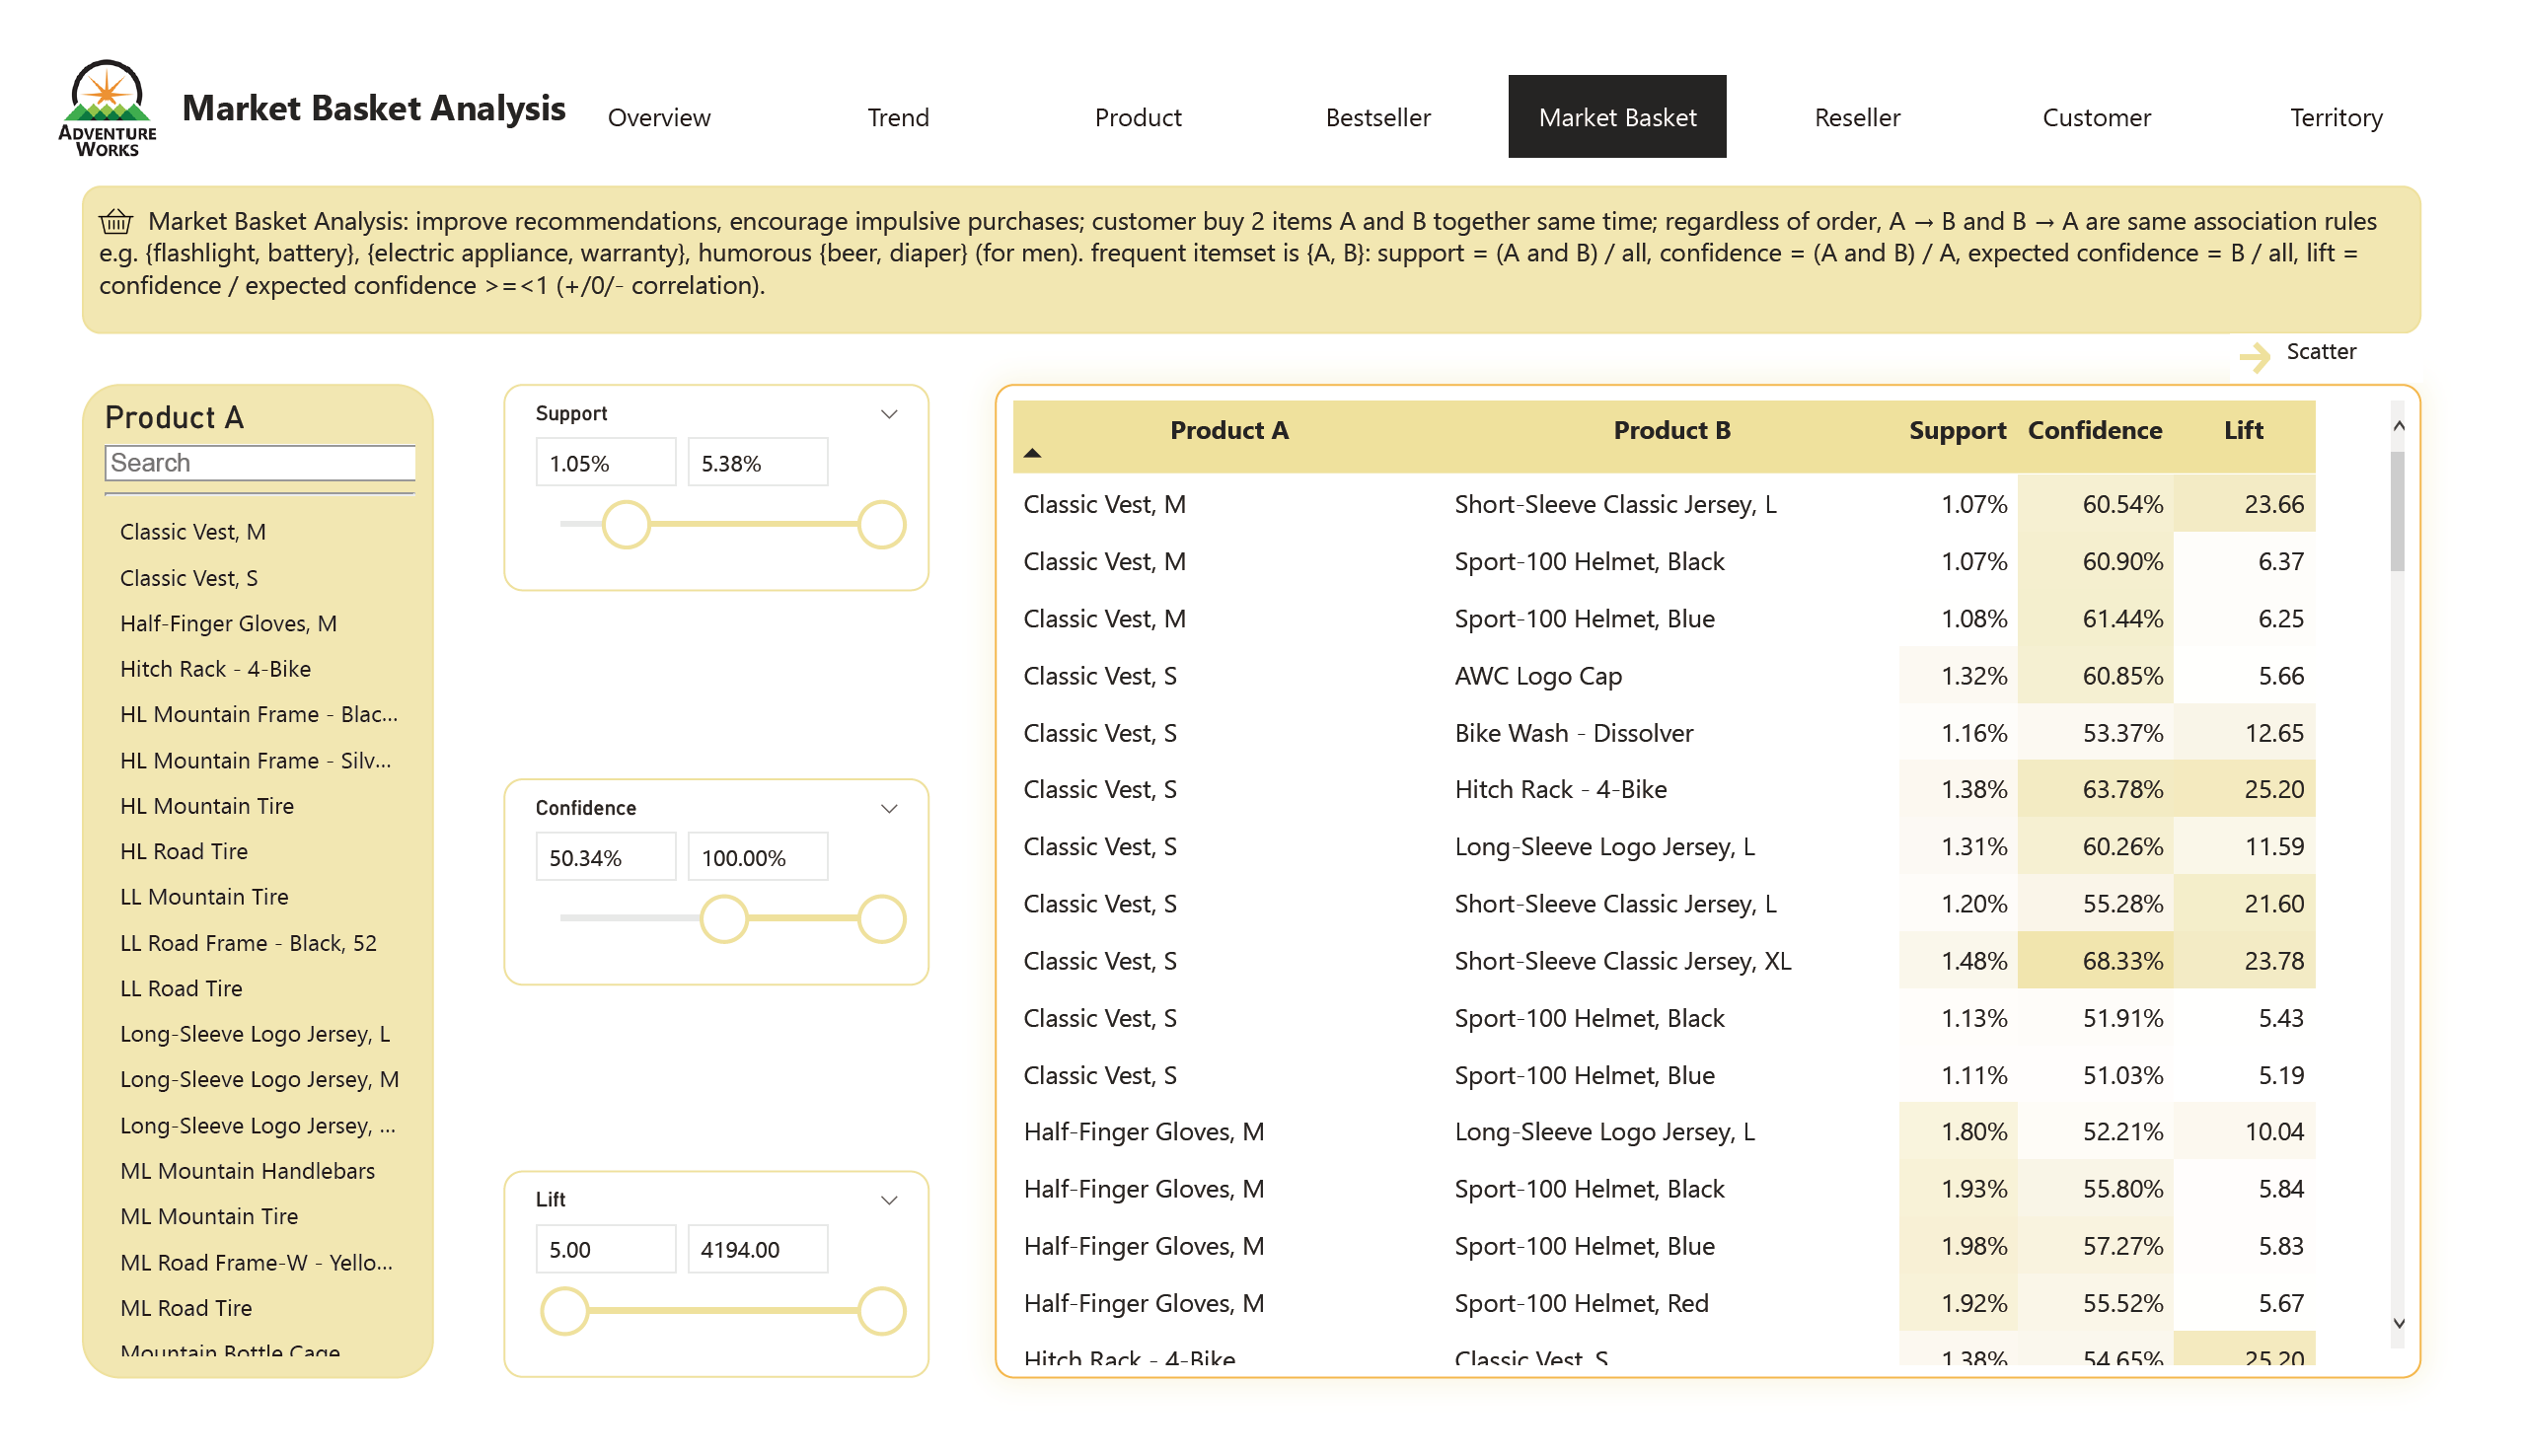 ADVENTURE
WORKS
Market Basket Analysis
Overview
Trend
Product
Bestseller
Market Basket
Reseller
Customer
Territory
Market Basket Analysis: improve recommendations, encourage impulsive purchases; customer buy 2 items A and B together same time; regardless of order, A → B and B → A are same association rules
e.g. {flashlight, battery}, {electric appliance, warranty}, humorous {beer, diaper} (for men). frequent itemset is {A, B}: support = (A and B) / all, confidence = (A and B) / A, expected confidence = B / all, lift =
confidence / expected confidence >=<1 (+/0/- correlation).
Scatter
Product A
Search
Classic Vest, M
Classic Vest, S
Half-Finger Gloves, M
Hitch Rack - 4-Bike
HL Mountain Frame - Blac...
HL Mountain Frame - Silv...
HL Mountain Tire
HL Road Tire
LL Mountain Tire
LL Road Frame - Black, 52
LL Road Tire
Long-Sleeve Logo Jersey, L
Long-Sleeve Logo Jersey, M
Long-Sleeve Logo Jersey, ...
ML Mountain Handlebars
ML Mountain Tire
ML Road Frame-W - Yello...
ML Road Tire
Mountain Bottle Cage
Support
1.05% 5.38%
Confidence
50.34% 100.00%
Lift
5.00 4194.00
Product A Product B Support Confidence Lift
Classic Vest, M Short-Sleeve Classic Jersey, L 1.07% 60.54% 23.66
Classic Vest, M Sport-100 Helmet, Black 1.07% 60.90% 6.37
Classic Vest, M Sport-100 Helmet, Blue 1.08% 61.44% 6.25
Classic Vest, S AWC Logo Cap 1.32% 60.85% 5.66
Classic Vest, S Bike Wash - Dissolver 1.16% 53.37% 12.65
Classic Vest, S Hitch Rack - 4-Bike 1.38% 63.78% 25.20
Classic Vest, S Long-Sleeve Logo Jersey, L 1.31% 60.26% 11.59
Classic Vest, S Short-Sleeve Classic Jersey, L 1.20% 55.28% 21.60
Classic Vest, S Short-Sleeve Classic Jersey, XL 1.48% 68.33% 23.78
Classic Vest, S Sport-100 Helmet, Black 1.13% 51.91% 5.43
Classic Vest, S Sport-100 Helmet, Blue 1.11% 51.03% 5.19
Half-Finger Gloves, M Long-Sleeve Logo Jersey, L 1.80% 52.21% 10.04
Half-Finger Gloves, M Sport-100 Helmet, Black 1.93% 55.80% 5.84
Half-Finger Gloves, M Sport-100 Helmet, Blue 1.98% 57.27% 5.83
Half-Finger Gloves, M Sport-100 Helmet, Red 1.92% 55.52% 5.67
Hitch Rack - 4-Bike Classic Vest, S 1.38% 54.65% 25.20